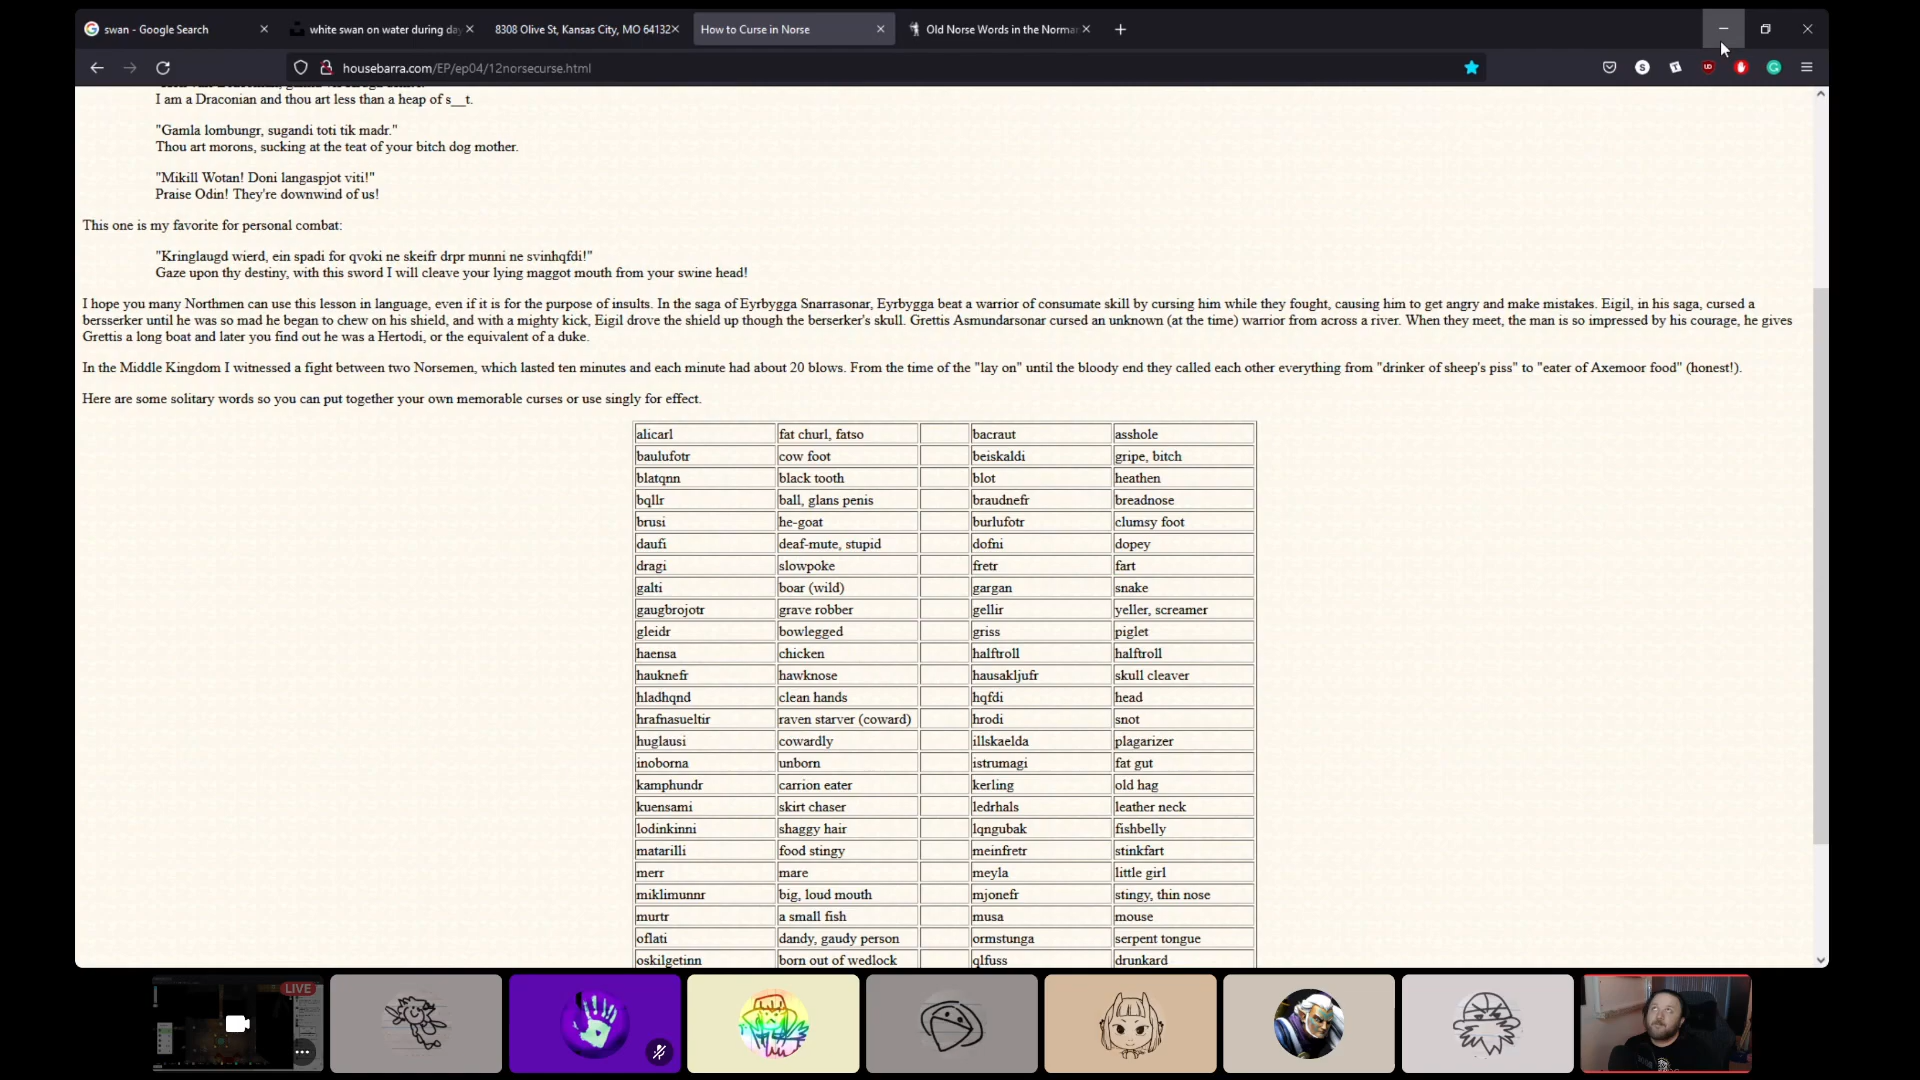 swan - Google Search
white swan on water during da
8308 Olive St, Kansas City, MO 64132
How to Curse in Norse
Old Norse Words in the Norma
housebarra.com/EP/ep04/12norsecurse.html
I am a Draconian and thou art less than a heap of s__t.
"Gamla lombungr, sugandi toti tik madr."
Thou art morons, sucking at the teat of your bitch dog mother.
"Mikill Wotan! Doni langaspjot viti!"
Praise Odin! They're downwind of us!
This one is my favorite for personal combat:
"Kringlaugd wierd, ein spadi for qvoki ne skeifr drpr munni ne svinhqfdi!"
Gaze upon thy destiny, with this sword I will cleave your lying maggot mouth from your swine head!
I hope you many Northmen can use this lesson in language, even if it is for the purpose of insults. In the saga of Eyrbygga Snarrasonar, Eyrbygga beat a warrior of consumate skill by cursing him while they fought, causing him to get angry and make mistakes. Eigil, in his saga, cursed a
bersserker until he was so mad he began to chew on his shield, and with a mighty kick, Eigil drove the shield up though the berserker's skull. Grettis Asmundarsonar cursed an unknown (at the time) warrior from across a river. When they meet, the man is so impressed by his courage, he gives
Grettis a long boat and later you find out he was a Hertodi, or the equivalent of a duke.
In the Middle Kingdom I witnessed a fight between two Norsemen, which lasted ten minutes and each minute had about 20 blows. From the time of the "lay on" until the bloody end they called each other everything from "drinker of sheep's piss" to "eater of Axemoor food" (honest!).
Here are some solitary words so you can put together your own memorable curses or use singly for effect.
alicarl fat churl, fatso bacraut asshole
baulufotr cow foot beiskaldi gripe, bitch
blatqnn black tooth blot heathen
bqllr ball, glans penis braudnefr breadnose
brusi he-goat burlufotr clumsy foot
daufi deaf-mute, stupid dofni dopey
dragi slowpoke fretr fart
galti boar (wild) gargan snake
gaugbrojotr grave robber gellir yeller, screamer
gleidr bowlegged griss piglet
haensa chicken halftroll halftroll
hauknefr hawknose hausakljufr skull cleaver
hladhqnd clean hands hqfdi head
hrafnasueltir raven starver (coward) hrodi snot
huglausi cowardly illskaelda plagarizer
inoborna unborn istrumagi fat gut
kamphundr carrion eater kerling old hag
kuensami skirt chaser ledrhals leather neck
lodinkinni shaggy hair lqngubak fishbelly
matarilli food stingy meinfretr stinkfart
merr mare meyla little girl
miklimunnr big, loud mouth mjonefr stingy, thin nose
murtr a small fish musa mouse
oflati dandy, gaudy person ormstunga serpent tongue
oskilgetinn born out of wedlock qlfuss drunkard
LIVE